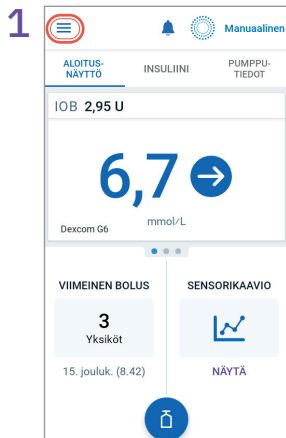 1
Manuaalinen
ALOITUS-
NÄYTTÖ
INSULIINI
PUMPPU-
TIEDOT
IOB 2,95 U
6,7
mmol/L
Dexcom G6
VIIMEINEN BOLUS
3
Yksiköt
15. jouluk. (8.42)
SENSORIKAAVIO
NÄYTÄ